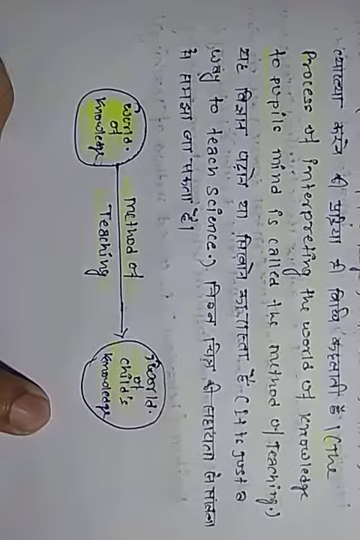 व्याख्या करने की प्रक्रिया ही विधि कहलाती है। (The
Process of interpreting the world of knowledge
to pupils mind is called the method of Teaching.)
यह विज्ञान पढ़ाने या सिखाने का तरीका है (It is just a
way to teach science.) निम्न चित्र की सहायता से
में समझा जा सकता है।
World.
of
knowledge
method of
Teaching
World.
of
child's
knowledge